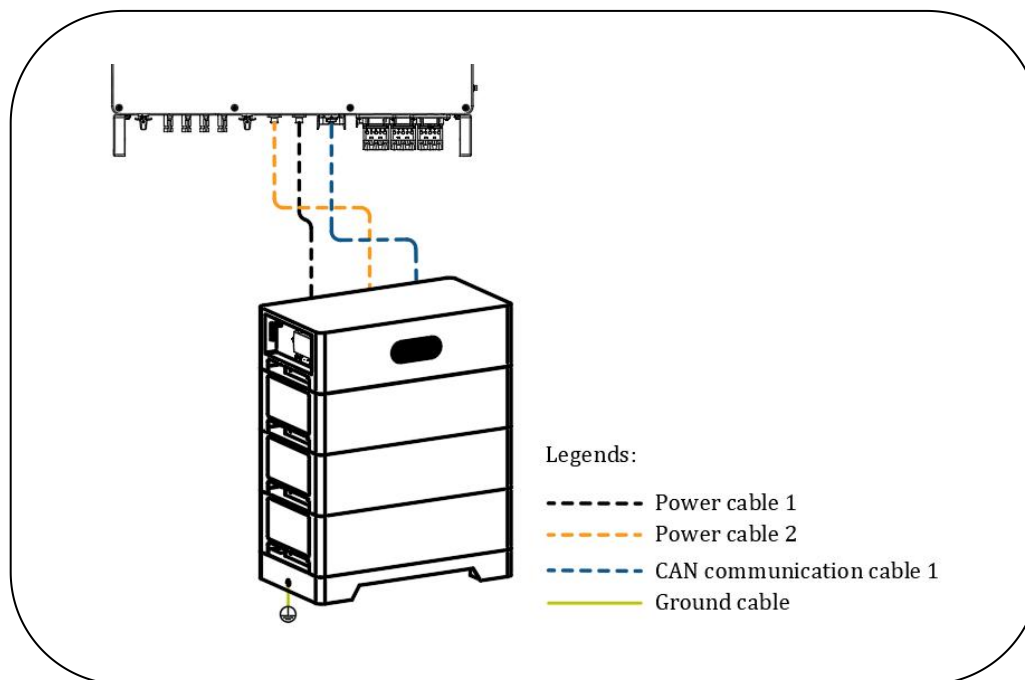 Legends:
Power cable 1
Power cable 2
CAN communication cable 1
Ground cable